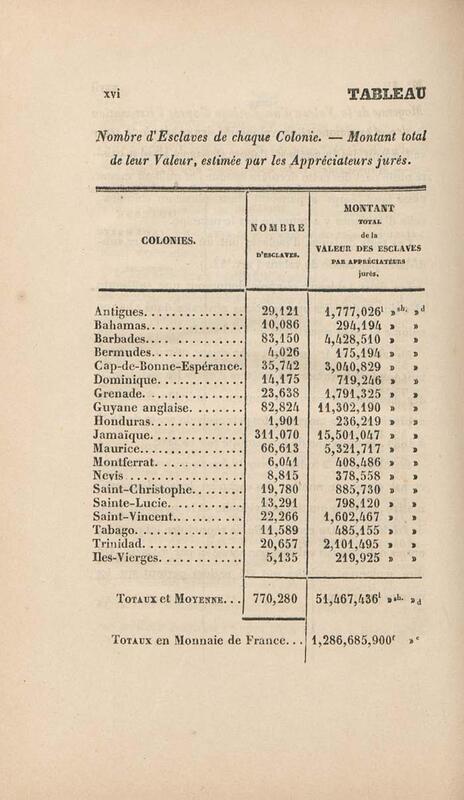 xvi TABLEAU
Nombre d'Esclaves de chaque Colonie. — Montant total
de leur Valeur, estimée par les Appréciateurs jurés.
COLONIES.
NOMBRE
D'ESCLAVES.
MONTANT
TOTAL
de la
VALEUR DES ESCLAVES
PAR APPRÉCIATEURS
jurés.
Antigues............... 29,121 1,777,026l »sh. »d
Bahamas............... 10,086 294,194 » »
Barbades............... 83,150 4,428,510 » »
Bermudes............... 4,026 175,194 » »
Cap-de-Bonne-Espérance. 35,742 3,040,829 » »
Dominique............. 14,175 719,246 » »
Grenade............... 23,638 1,791,325 » »
Guyane anglaise........ 82,824 11,302,190 » »
Honduras.............. 1,901 236,219 » »
Jamaïque.............. 311,070 15,501,047 » »
Maurice............... 66,613 5,321,717 » »
Montferrat............. 6,041 408,486 » »
Nevis ................ 8,815 378,558 » »
Saint-Christophe....... 19,780 885,730 » »
Sainte-Lucie........... 13,291 798,120 » »
Saint-Vincent.......... 22,266 1,602,467 » »
Tabago................ 11,589 485,155 » »
Trinidad............... 20,657 2,101,495 » »
Iles-Vierges............ 5,135 219,925 » »
TOTAUX et MOYENNE... 770,280 51,467,436l »sh. »d
TOTAUX en Monnaie de France... 1,286,685,900f »c